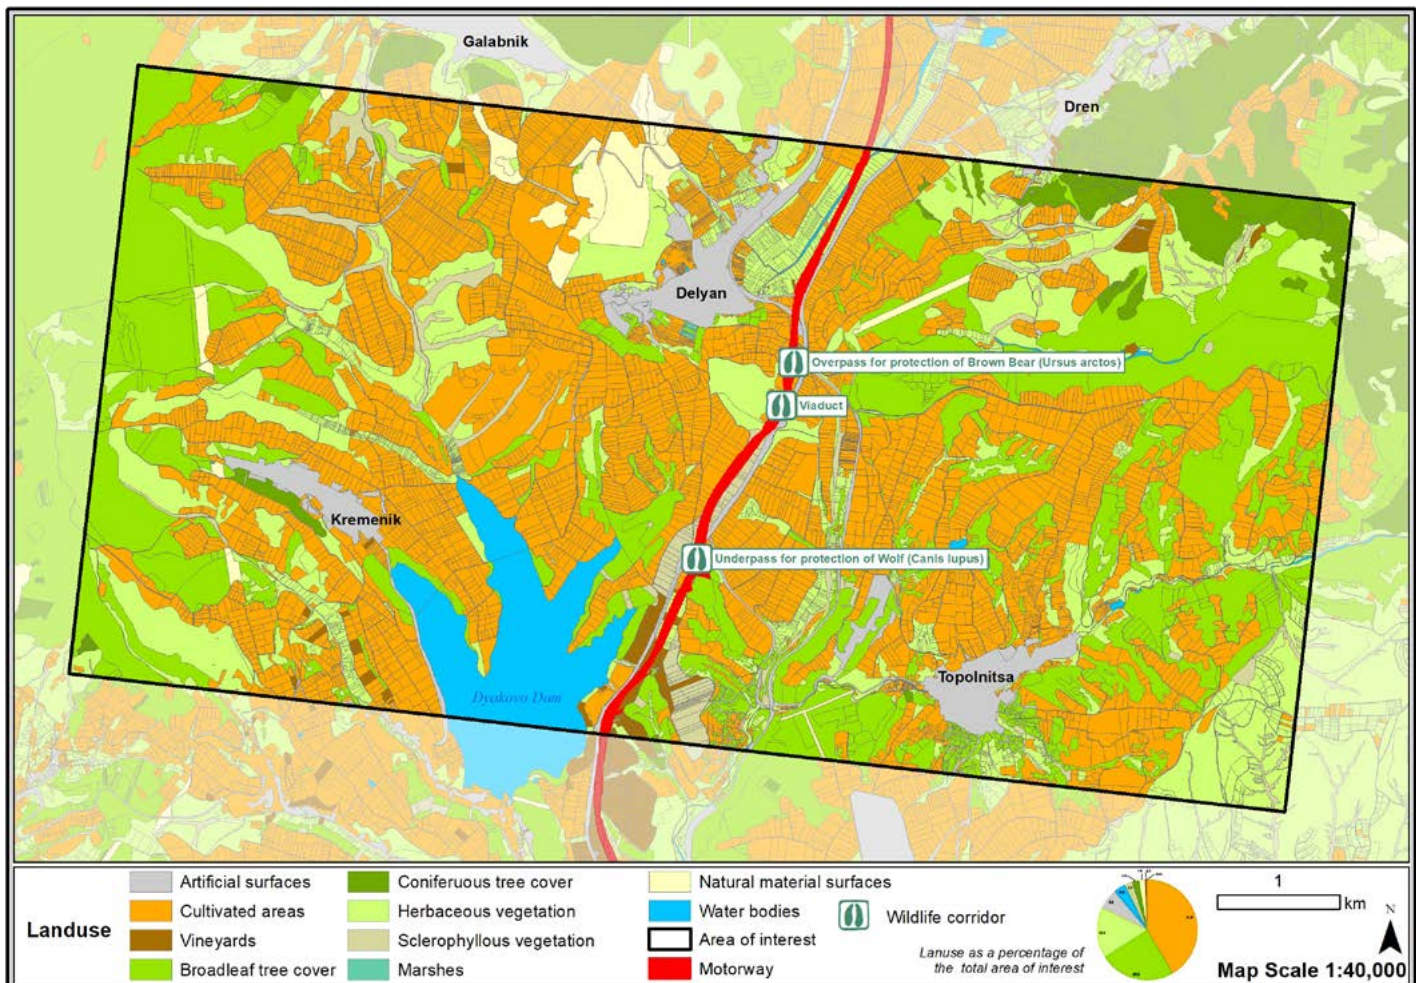 Galabnik
Dren
Delyan
Overpass for protection of Brown Bear (Ursus arctos)
Viaduct
Kremenik
Underpass for protection of Wolf (Canis lupus)
Topolnitsa
Dyakovo Dam
Landuse
Artificial surfaces
Cultivated areas
Vineyards
Broadleaf tree cover
Coniferuous tree cover
Herbaceous vegetation
Sclerophyllous vegetation
Marshes
Natural material surfaces
Water bodies
Area of interest
Motorway
Wildlife corridor
Lanuse as a percentage of
the total area of interest
1
km
N
Map Scale 1:40,000